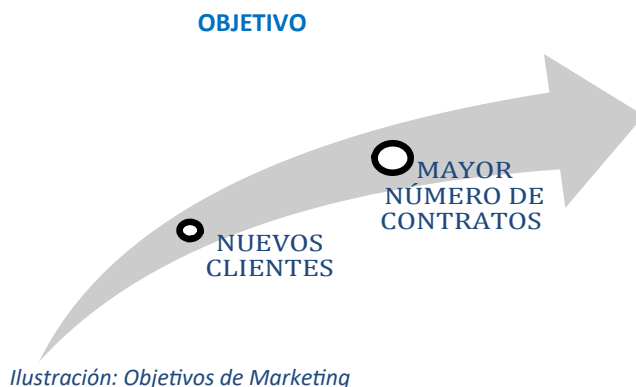 OBJETIVO
MAYOR
NÚMERO DE
CONTRATOS
NUEVOS
CLIENTES
Ilustración: Objetivos de Marketing